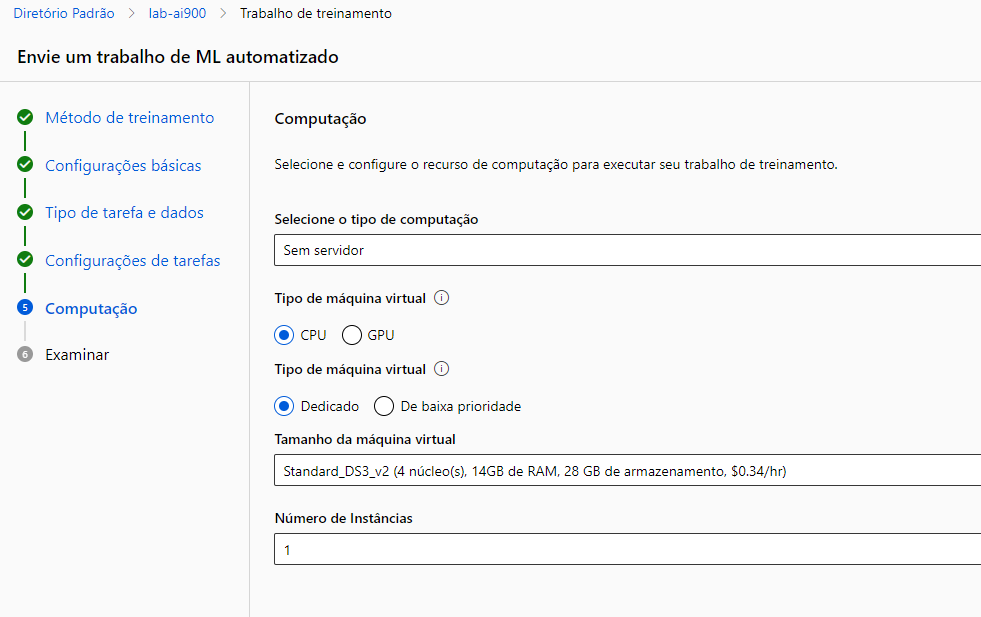 Diretório Padrão > lab-ai900 > Trabalho de treinamento
Envie um trabalho de ML automatizado
Método de treinamento
Configurações básicas
Tipo de tarefa e dados
Configurações de tarefas
5 Computação
6 Examinar
Computação
Selecione e configure o recurso de computação para executar seu trabalho de treinamento.
Selecione o tipo de computação
Sem servidor
Tipo de máquina virtual i
CPU GPU
Tipo de máquina virtual i
Dedicado De baixa prioridade
Tamanho da máquina virtual
Standard_DS3_v2 (4 núcleo(s), 14GB de RAM, 28 GB de armazenamento, $0.34/hr)
Número de Instâncias
1